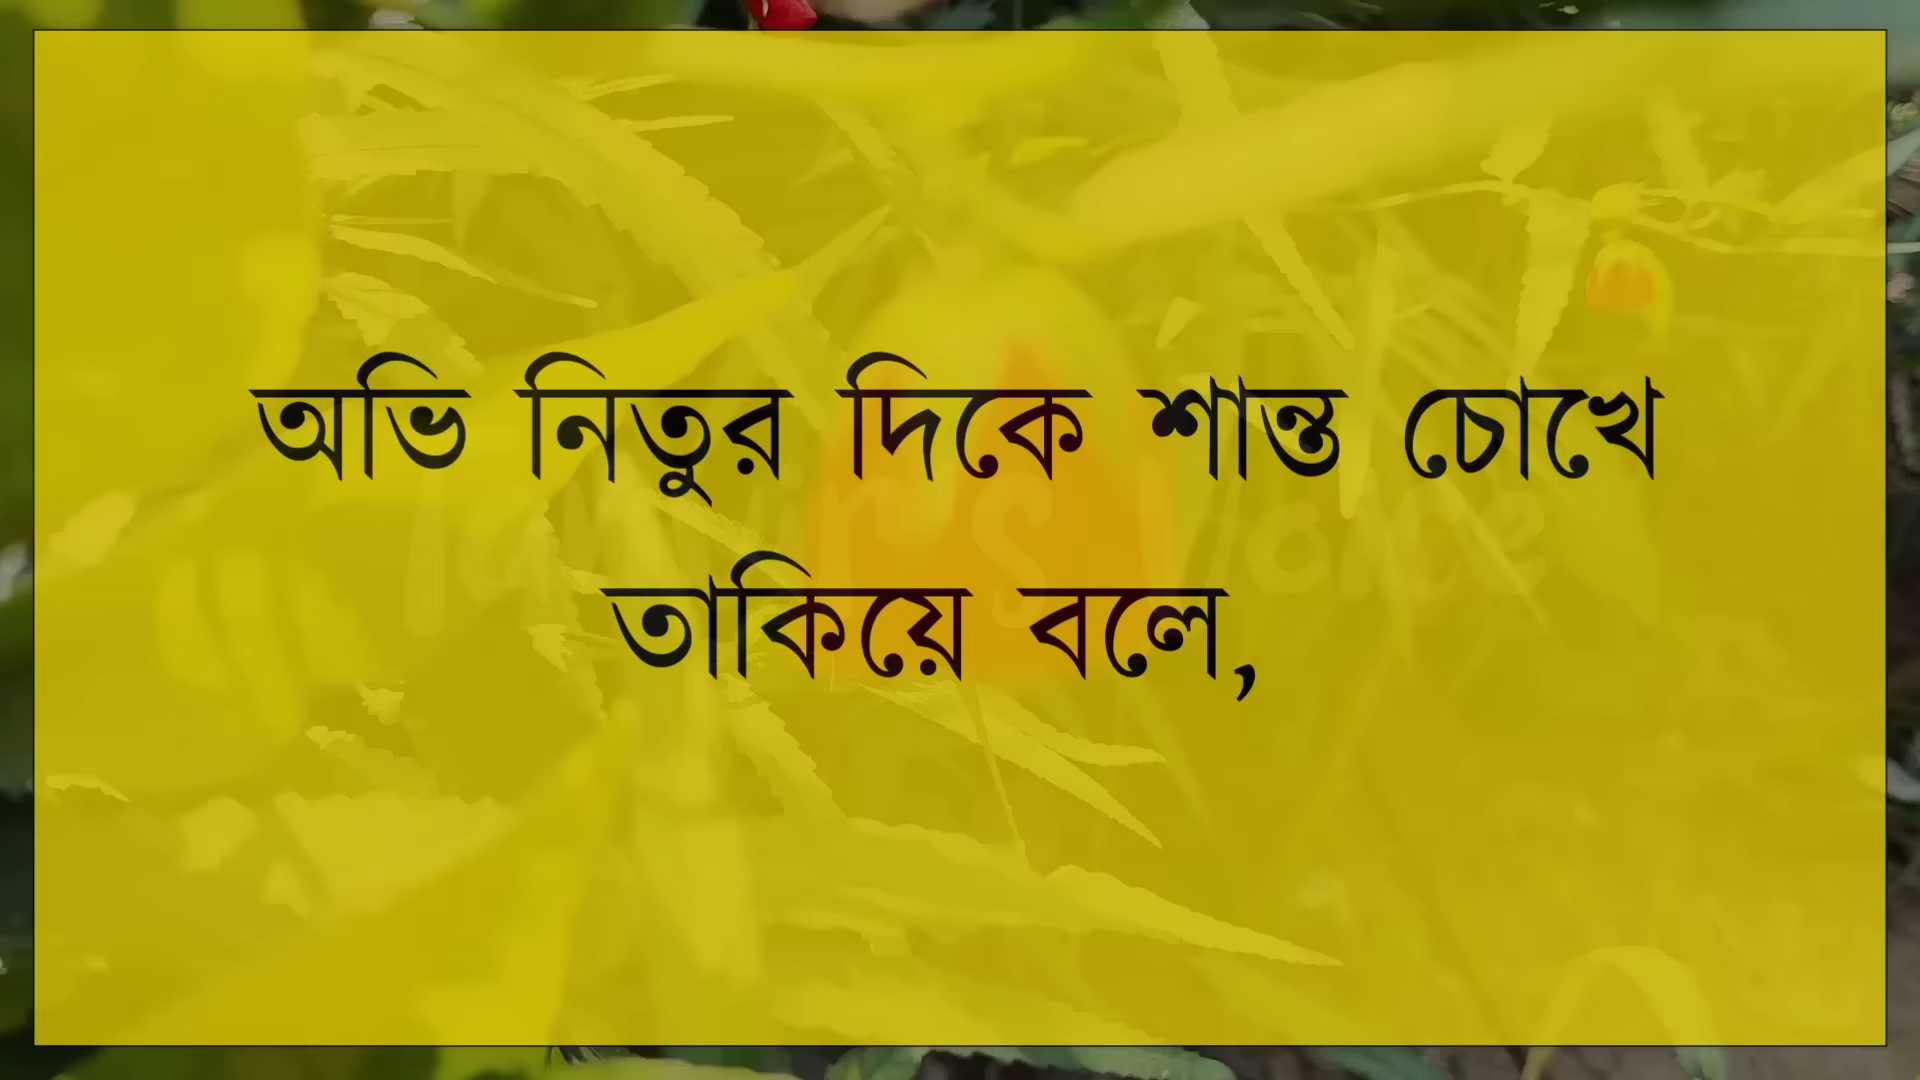 অভি নিতুর দিকে শান্ত চোখে
তাকিয়ে বলে,